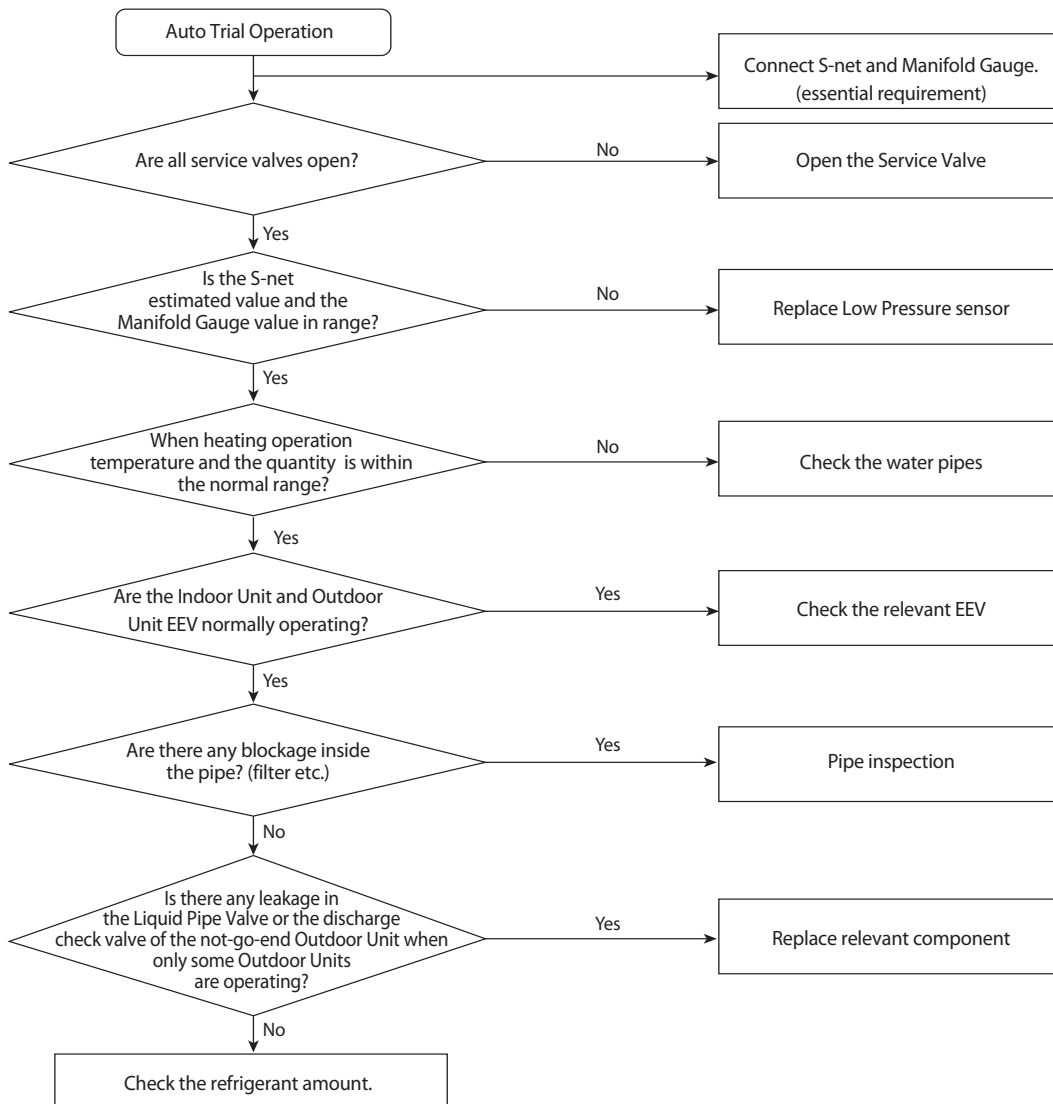 Auto Trial Operation
Connect S-net and Manifold Gauge.
(essential requirement)
Are all service valves open?
No
Open the Service Valve
Yes
Is the S-net
estimated value and the
Manifold Gauge value in range?
No
Replace Low Pressure sensor
Yes
When heating operation
temperature and the quantity is within
the normal range?
No
Check the water pipes
Yes
Are the Indoor Unit and Outdoor
Unit EEV normally operating?
Yes
Check the relevant EEV
Yes
Are there any blockage inside
the pipe? (filter etc.)
Yes
Pipe inspection
No
Is there any leakage in
the Liquid Pipe Valve or the discharge
check valve of the not-go-end Outdoor Unit when
only some Outdoor Units
are operating?
Yes
Replace relevant component
No
Check the refrigerant amount.